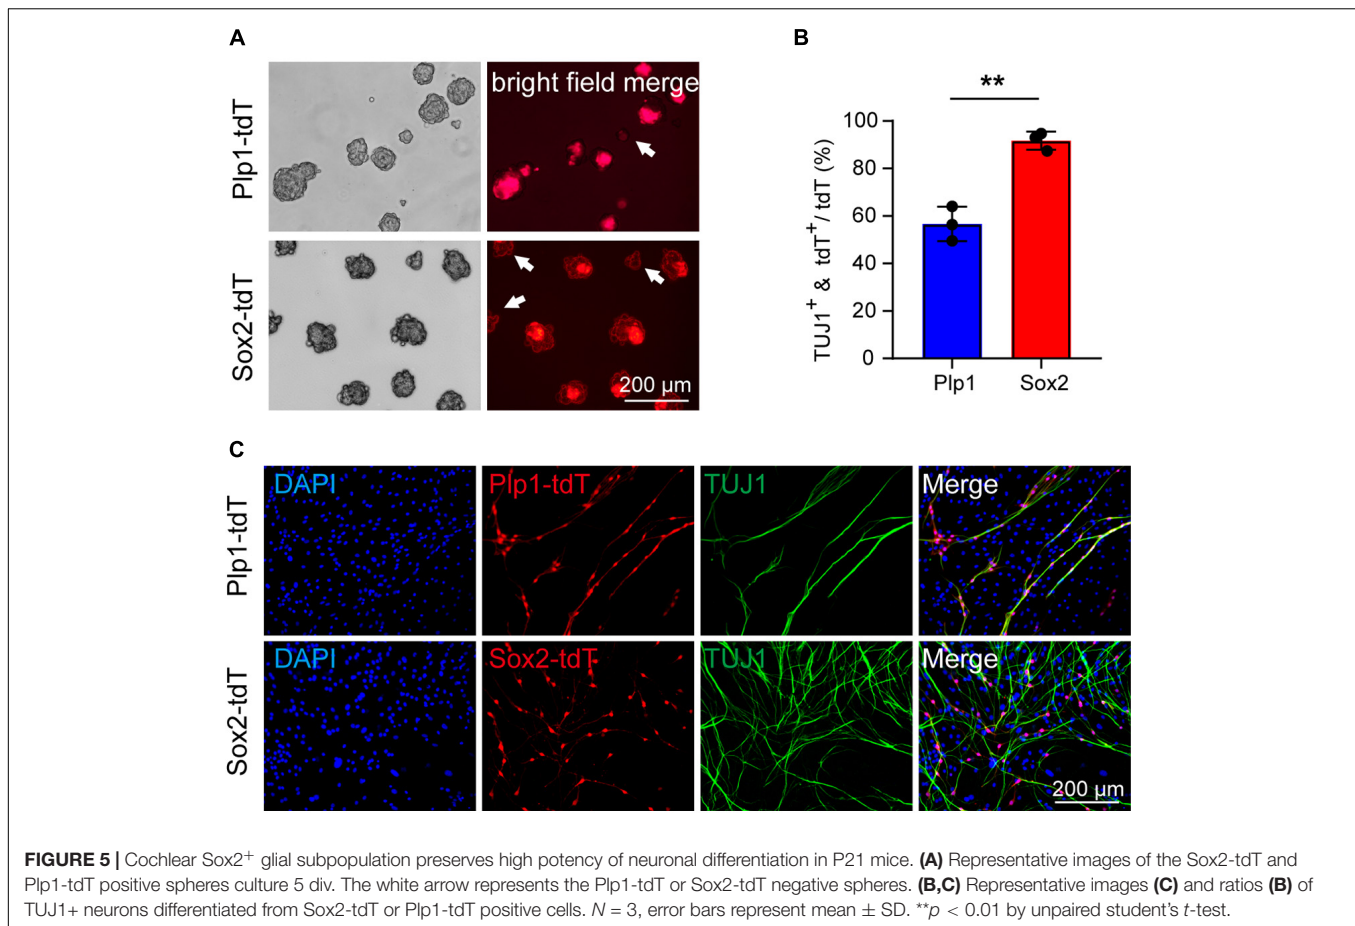 A
Plp1-tdT
bright field merge
Sox2-tdT
200 µm
B
**
TUJ1+ & tdT+/ tdT (%)
100
80
60
40
20
0
Plp1
Sox2
C
Plp1-tdT
DAPI
Plp1-tdT
TUJ1
Merge
Sox2-tdT
DAPI
Sox2-tdT
TUJ1
Merge
200 µm
FIGURE 5 | Cochlear Sox2+ glial subpopulation preserves high potency of neuronal differentiation in P21 mice. (A) Representative images of the Sox2-tdT and
Plp1-tdT positive spheres culture 5 div. The white arrow represents the Plp1-tdT or Sox2-tdT negative spheres. (B,C) Representative images (C) and ratios (B) of
TUJ1+ neurons differentiated from Sox2-tdT or Plp1-tdT positive cells. N = 3, error bars represent mean ± SD. **p < 0.01 by unpaired student's t-test.